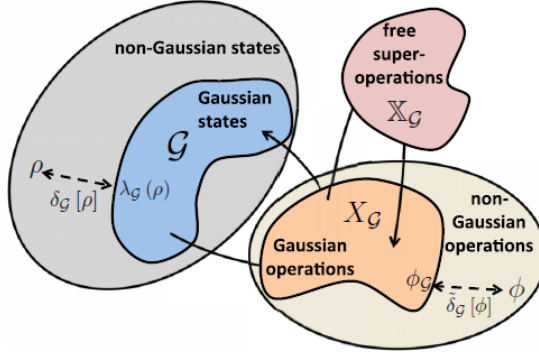 non-Gaussian states
Gaussian
states
𝒢
ρ
λ_𝒢 (ρ)
δ_𝒢 [ρ]
free
super-
operations
𝕏_𝒢
X_𝒢
Gaussian
operations
non-
Gaussian
operations
ϕ_𝒢
ϕ
δ̃_𝒢 [ϕ]